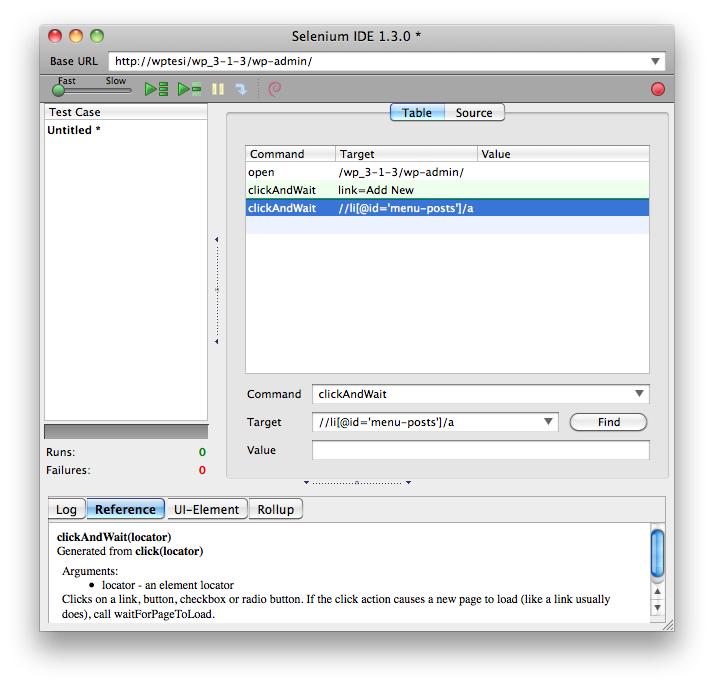 Selenium IDE 1.3.0 *
Base URL http://wptesi/wp_3-1-3/wp-admin/
Fast Slow
Test Case
Untitled *
Table Source
Command Target Value
open /wp_3-1-3/wp-admin/
clickAndWait link=Add New
clickAndWait //li[@id='menu-posts']/a
Command clickAndWait
Target //li[@id='menu-posts']/a Find
Value
Runs: 0
Failures: 0
Log Reference UI-Element Rollup
clickAndWait(locator)
Generated from click(locator)
Arguments:
• locator - an element locator
Clicks on a link, button, checkbox or radio button. If the click action causes a new page to load (like a link usually
does), call waitForPageToLoad.